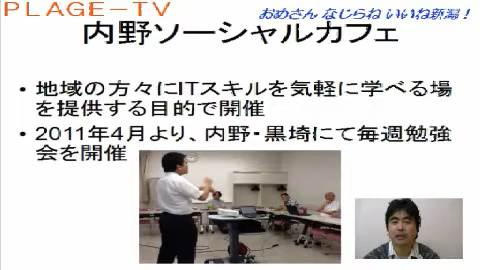 PLAGE-TV
おめさん なじらね いいね新潟!
内野ソーシャルカフェ
• 地域の方々にITスキルを気軽に学べる場
を提供する目的で開催
• 2011年4月より、内野・黒埼にて毎週勉強
会を開催